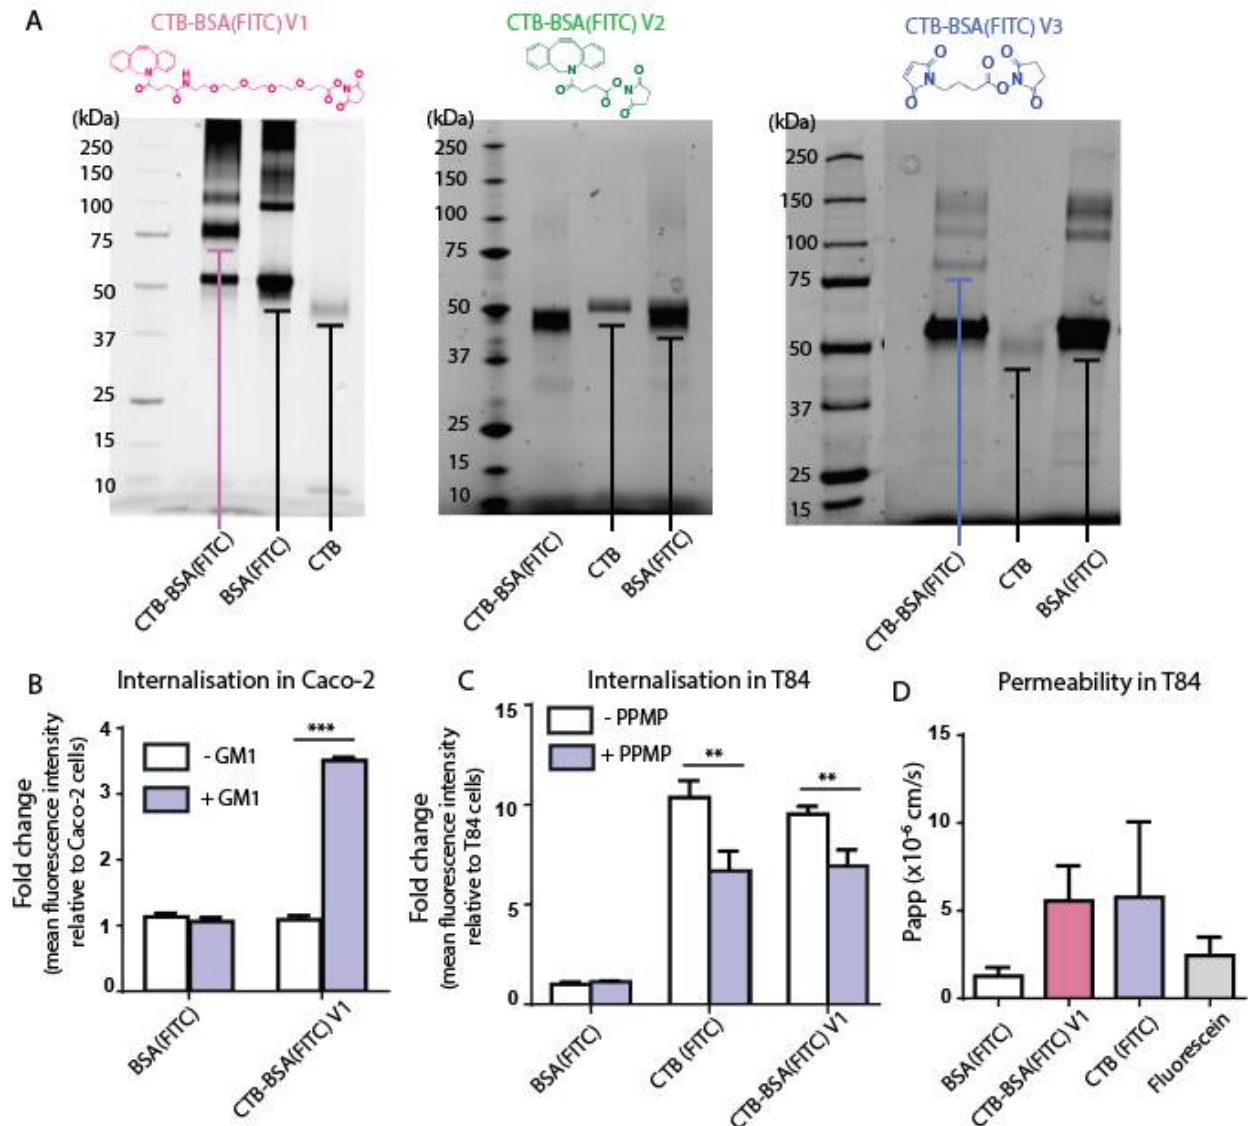 A
CTB-BSA(FITC) V1
CTB-BSA(FITC) V2
CTB-BSA(FITC) V3
N
H
N
O
O
O
O
O
O
O
O
N
O
O
N
O
O
O
N
O
O
O
N
O
O
O
N
O
(kDa)
250
150
100
75
50
37
25
15
10
CTB-BSA(FITC)
BSA(FITC)
CTB
(kDa)
250
150
100
75
50
37
25
15
10
CTB-BSA(FITC)
CTB
BSA(FITC)
(kDa)
250
150
100
75
50
37
25
15
CTB-BSA(FITC)
CTB
BSA(FITC)
B
Internalisation in Caco-2
Fold change
(mean fluorescence intensity
relative to Caco-2 cells)
4
3
2
1
0
- GM1
+ GM1
***
BSA(FITC)
CTB-BSA(FITC) V1
C
Internalisation in T84
Fold change
(mean fluorescence intensity
relative to T84 cells)
15
10
5
0
- PPMP
+ PPMP
**
**
BSA(FITC)
CTB (FITC)
CTB-BSA(FITC) V1
D
Permeability in T84
Papp (x10⁻⁶ cm/s)
15
10
5
0
BSA(FITC)
CTB-BSA(FITC) V1
CTB (FITC)
Fluorescein